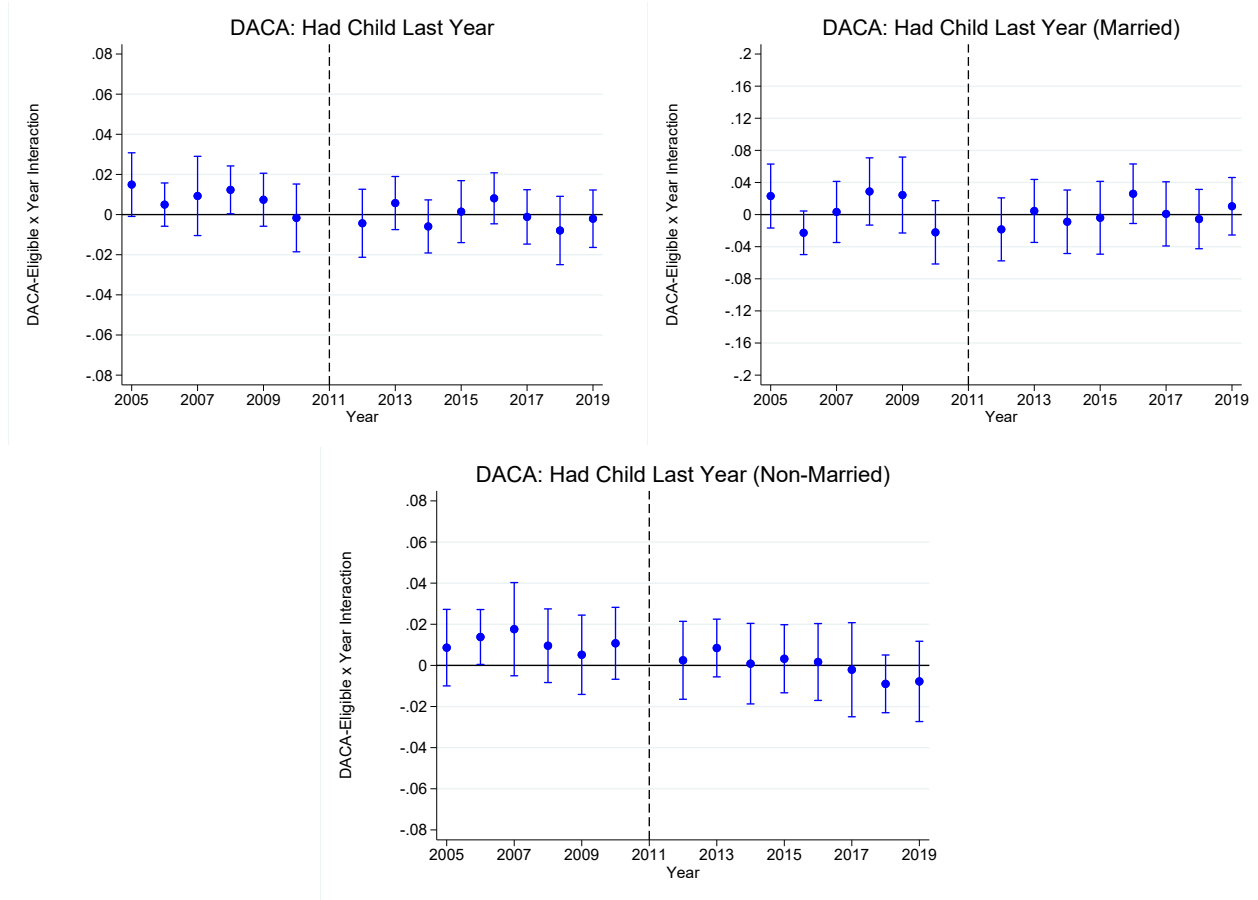 DACA: Had Child Last Year
DACA-Eligible x Year Interaction
.08
.06
.04
.02
0
-.02
-.04
-.06
-.08
2005 2007 2009 2011 2013 2015 2017 2019
Year
DACA: Had Child Last Year (Married)
DACA-Eligible x Year Interaction
.2
.16
.12
.08
.04
0
-.04
-.08
-.12
-.16
-.2
2005 2007 2009 2011 2013 2015 2017 2019
Year
DACA: Had Child Last Year (Non-Married)
DACA-Eligible x Year Interaction
.08
.06
.04
.02
0
-.02
-.04
-.06
-.08
2005 2007 2009 2011 2013 2015 2017 2019
Year